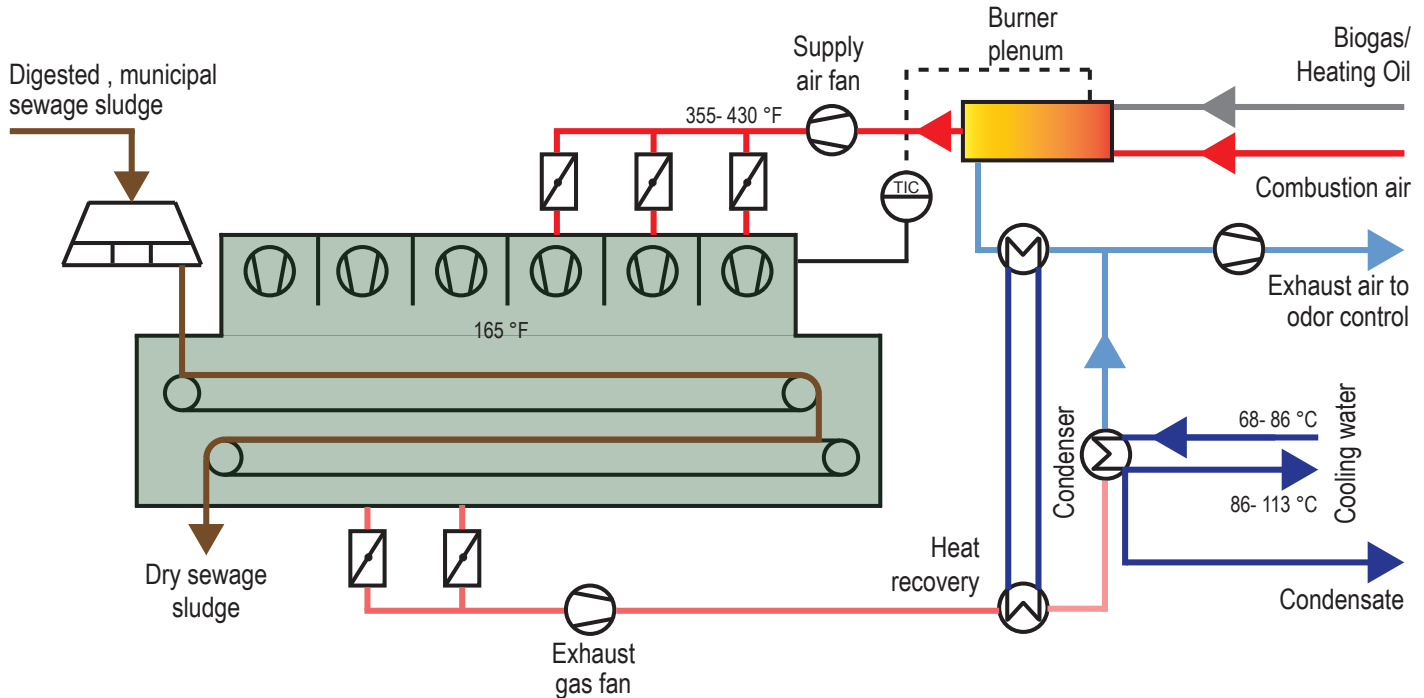 Digested , municipal
sewage sludge
355- 430 °F
Supply
air fan
Burner
plenum
Biogas/
Heating Oil
TIC
Combustion air
Exhaust air to
odor control
165 °F
Condenser
68- 86 °C
86- 113 °C
Cooling water
Dry sewage
sludge
Exhaust
gas fan
Heat
recovery
Condensate